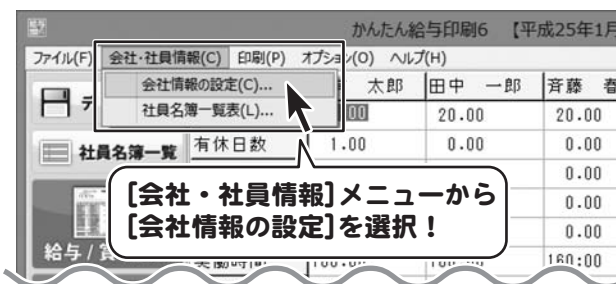 かんたん給与印刷6 【平成25年1月
ファイル(F) 会社・社員情報(C) 印刷(P) オプション(O) ヘルプ(H)
会社情報の設定(C)...
社員名簿一覧表(L)...
太郎 田中 一郎 斉藤
20.00 20.00
社員名簿一覧 有休日数 1.00 0.00 0.00
0.00
[会社・社員情報]メニューから
[会社情報の設定]を選択！
0.00
0.00
給与/
160:00